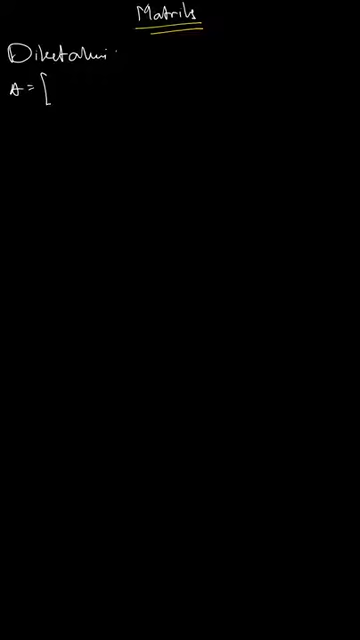 Matriks
Diketahui:
A = [